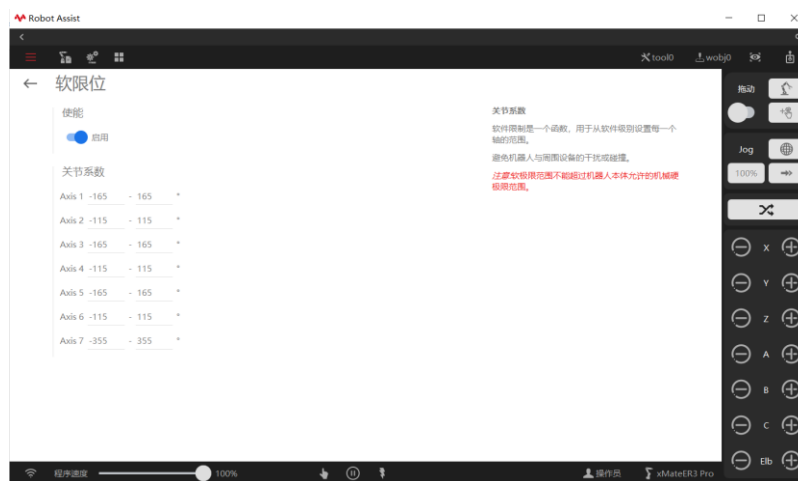 Robot Assist
tool0
wobj0
软限位
使能
启用
关节系数
Axis 1 -165 - 165 °
Axis 2 -115 - 115 °
Axis 3 -165 - 165 °
Axis 4 -115 - 115 °
Axis 5 -165 - 165 °
Axis 6 -115 - 115 °
Axis 7 -355 - 355 °
关节系数
软件限制是一个函数，用于从软件级别设置每一个
轴的范围。
避免机器人与周围设备的干扰或碰撞。
注意:软极限范围不能超过机器人本体允许的机械硬
极限范围。
拖动
Jog
100%
X
Y
Z
A
B
C
Elb
程序速度
100%
操作员
xMateER3 Pro